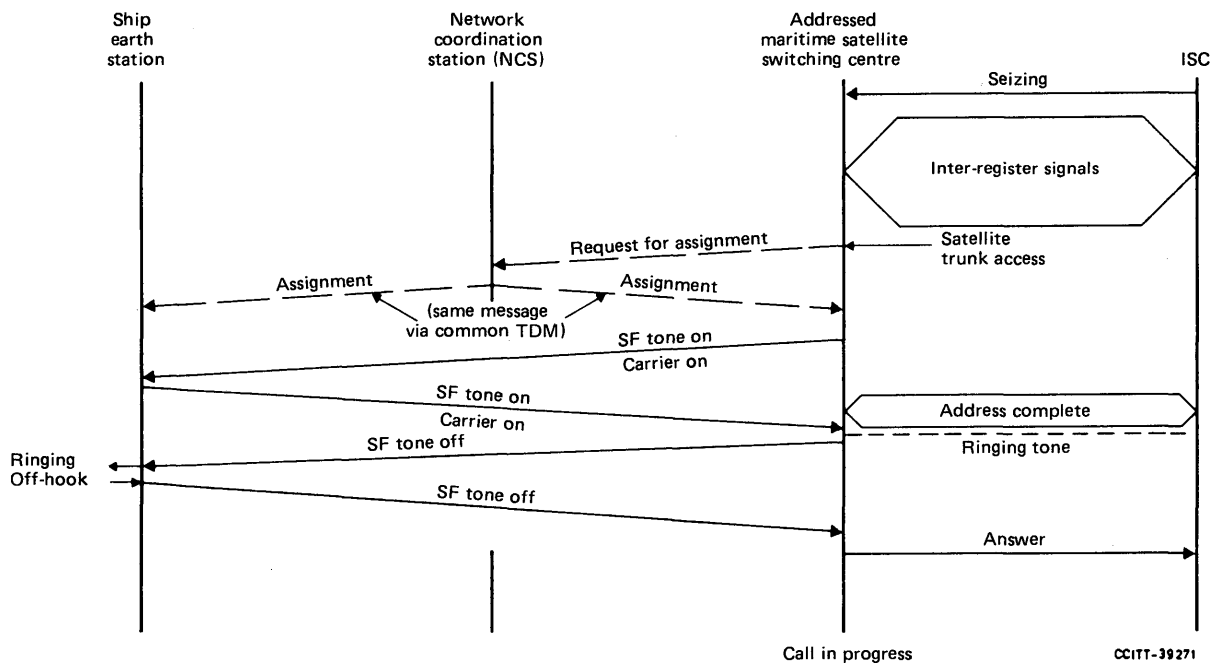 Ship
earth
station
Network
coordination
station (NCS)
Addressed
maritime satellite
switching centre
ISC
Seizing
Inter-register signals
Request for assignment
Satellite
trunk access
Assignment
Assignment
(same message
via common TDM)
SF tone on
Carrier on
SF tone on
Carrier on
Address complete
SF tone off
Ringing tone
Ringing
Off-hook
SF tone off
Answer
Call in progress
CCITT-39271